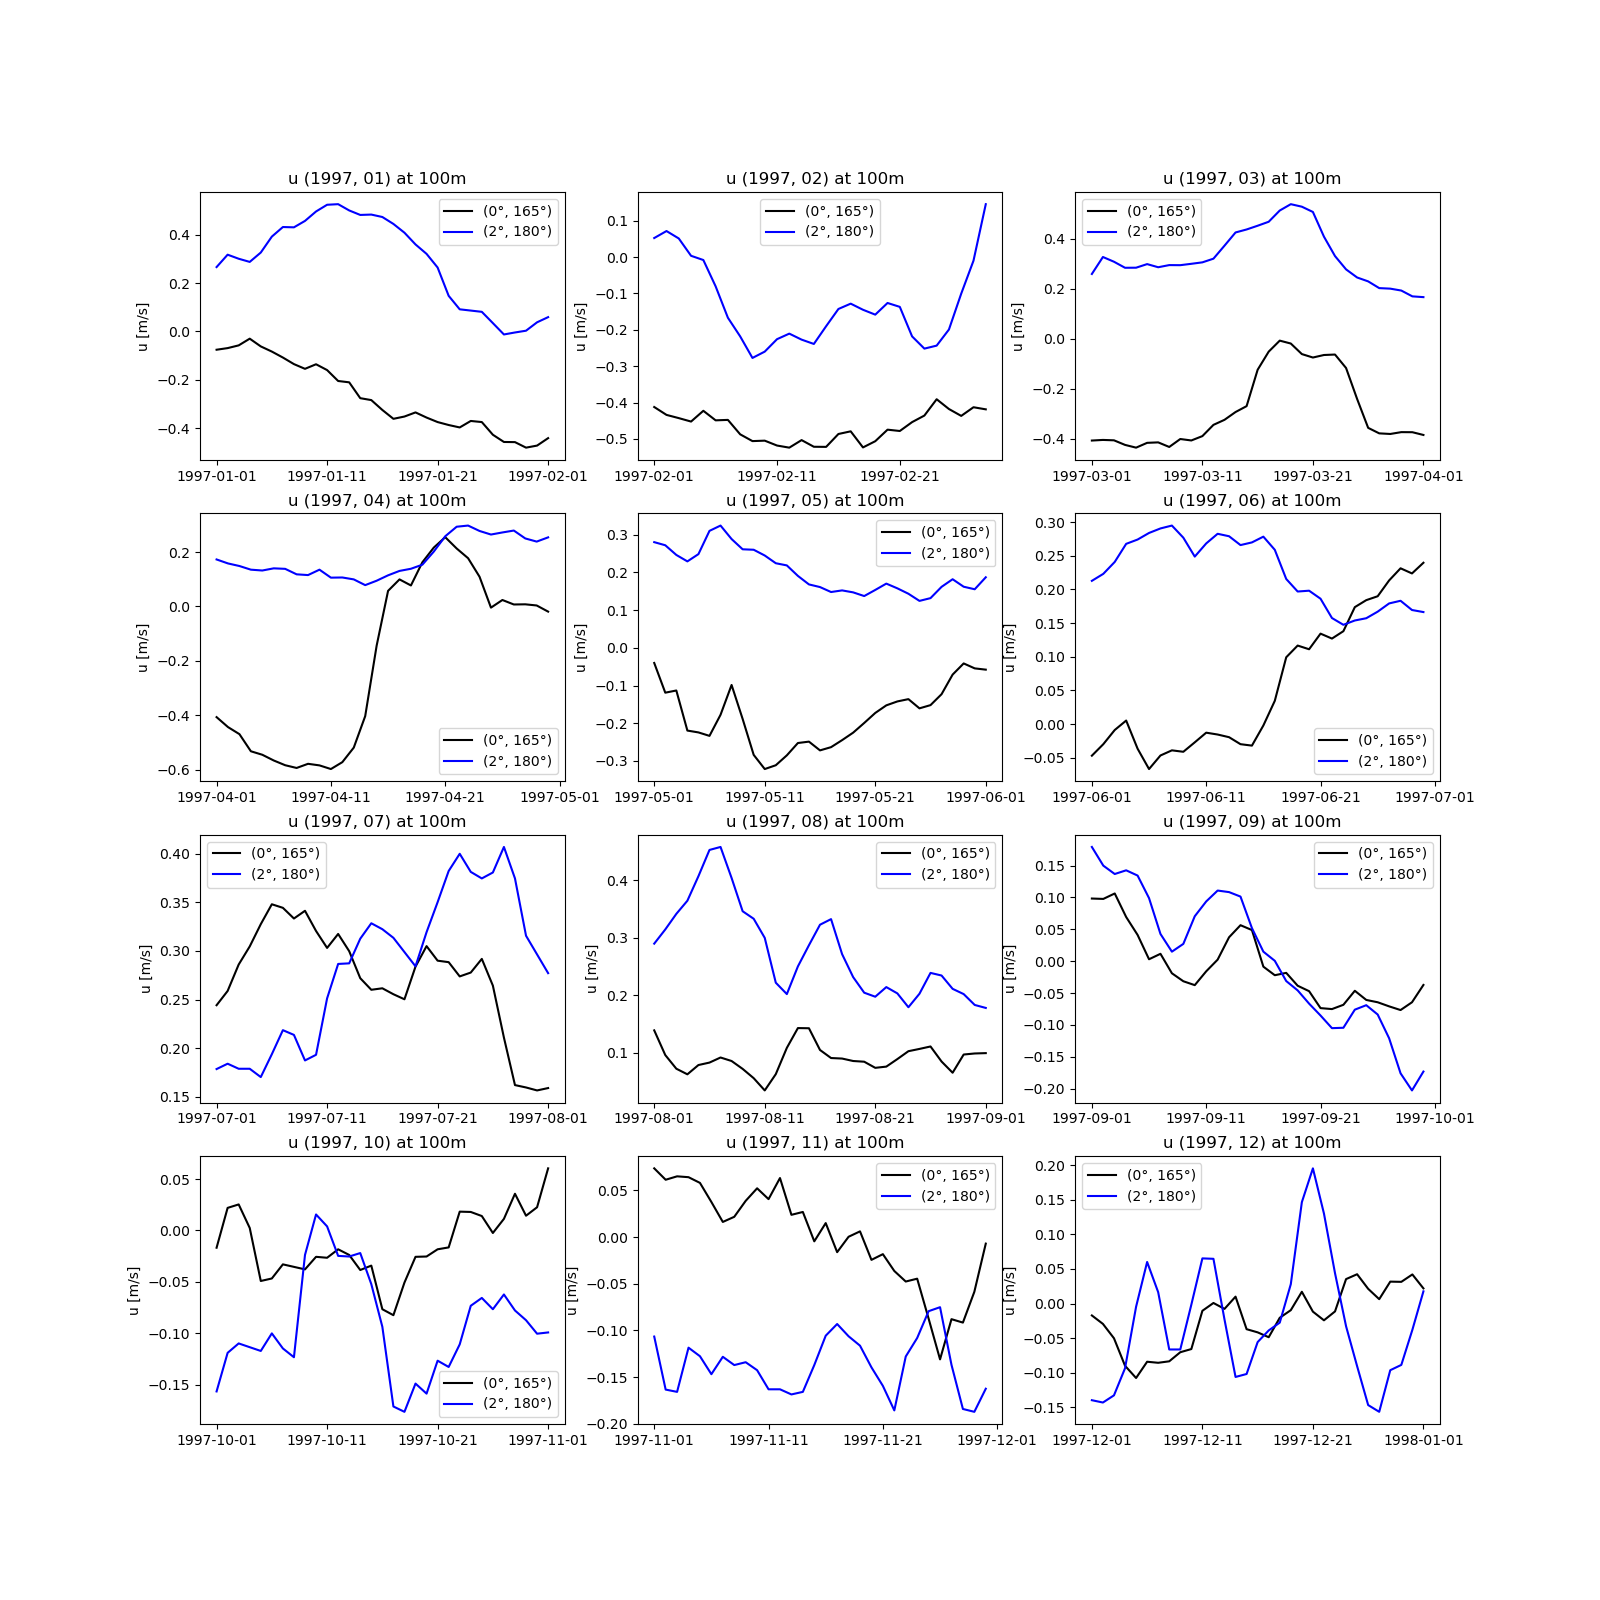 u (1997, 01) at 100m
u [m/s]
0.4
0.2
0.0
−0.2
−0.4
(0°, 165°)
(2°, 180°)
1997-01-01 1997-01-11 1997-01-21 1997-02-01
u (1997, 02) at 100m
u [m/s]
0.1
0.0
−0.1
−0.2
−0.3
−0.4
−0.5
(0°, 165°)
(2°, 180°)
1997-02-01 1997-02-11 1997-02-21
u (1997, 03) at 100m
u [m/s]
0.4
0.2
0.0
−0.2
−0.4
(0°, 165°)
(2°, 180°)
1997-03-01 1997-03-11 1997-03-21 1997-04-01
u (1997, 04) at 100m
u [m/s]
0.2
0.0
−0.2
−0.4
−0.6
(0°, 165°)
(2°, 180°)
1997-04-01 1997-04-11 1997-04-21 1997-05-01
u (1997, 05) at 100m
u [m/s]
0.3
0.2
0.1
0.0
−0.1
−0.2
−0.3
(0°, 165°)
(2°, 180°)
1997-05-01 1997-05-11 1997-05-21 1997-06-01
u (1997, 06) at 100m
u [m/s]
0.30
0.25
0.20
0.15
0.10
0.05
0.00
−0.05
(0°, 165°)
(2°, 180°)
1997-06-01 1997-06-11 1997-06-21 1997-07-01
u (1997, 07) at 100m
u [m/s]
0.40
0.35
0.30
0.25
0.20
0.15
(0°, 165°)
(2°, 180°)
1997-07-01 1997-07-11 1997-07-21 1997-08-01
u (1997, 08) at 100m
u [m/s]
0.4
0.3
0.2
0.1
(0°, 165°)
(2°, 180°)
1997-08-01 1997-08-11 1997-08-21 1997-09-01
u (1997, 09) at 100m
u [m/s]
0.15
0.10
0.05
0.00
−0.05
−0.10
−0.15
−0.20
(0°, 165°)
(2°, 180°)
1997-09-01 1997-09-11 1997-09-21 1997-10-01
u (1997, 10) at 100m
u [m/s]
0.05
0.00
−0.05
−0.10
−0.15
(0°, 165°)
(2°, 180°)
1997-10-01 1997-10-11 1997-10-21 1997-11-01
u (1997, 11) at 100m
u [m/s]
0.05
0.00
−0.05
−0.10
−0.15
−0.20
(0°, 165°)
(2°, 180°)
1997-11-01 1997-11-11 1997-11-21 1997-12-01
u (1997, 12) at 100m
u [m/s]
0.20
0.15
0.10
0.05
0.00
−0.05
−0.10
−0.15
(0°, 165°)
(2°, 180°)
1997-12-01 1997-12-11 1997-12-21 1998-01-01